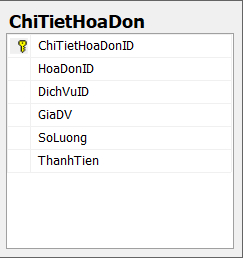 ChiTietHoaDon
ChiTietHoaDonID
HoaDonID
DichVuID
GiaDV
SoLuong
ThanhTien